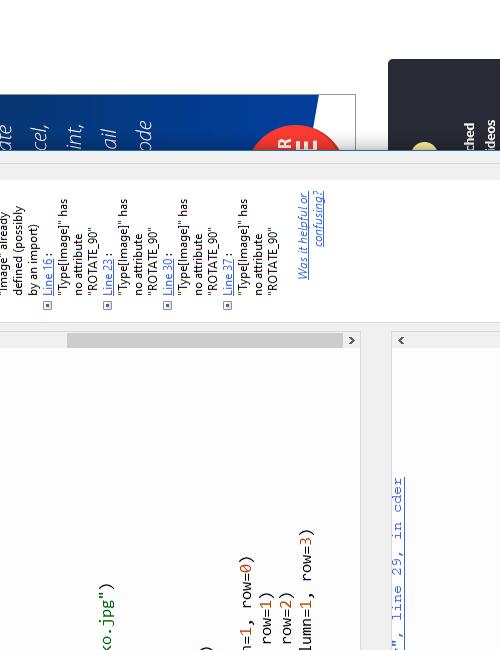 cel,
int,
ail
ode
R
E
ched
ideos
"Image" already
defined (possibly
by an import)
Line 16 :
"Type[Image]" has
no attribute
"ROTATE_90"
Line 23 :
"Type[Image]" has
no attribute
"ROTATE_90"
Line 30 :
"Type[Image]" has
no attribute
"ROTATE_90"
Line 37 :
"Type[Image]" has
no attribute
"ROTATE_90"
Was it helpful or
confusing?
o.jpg")
)
n=1, row=0)
row=1)
row=2)
lumn=1, row=3)
", line 29, in cder